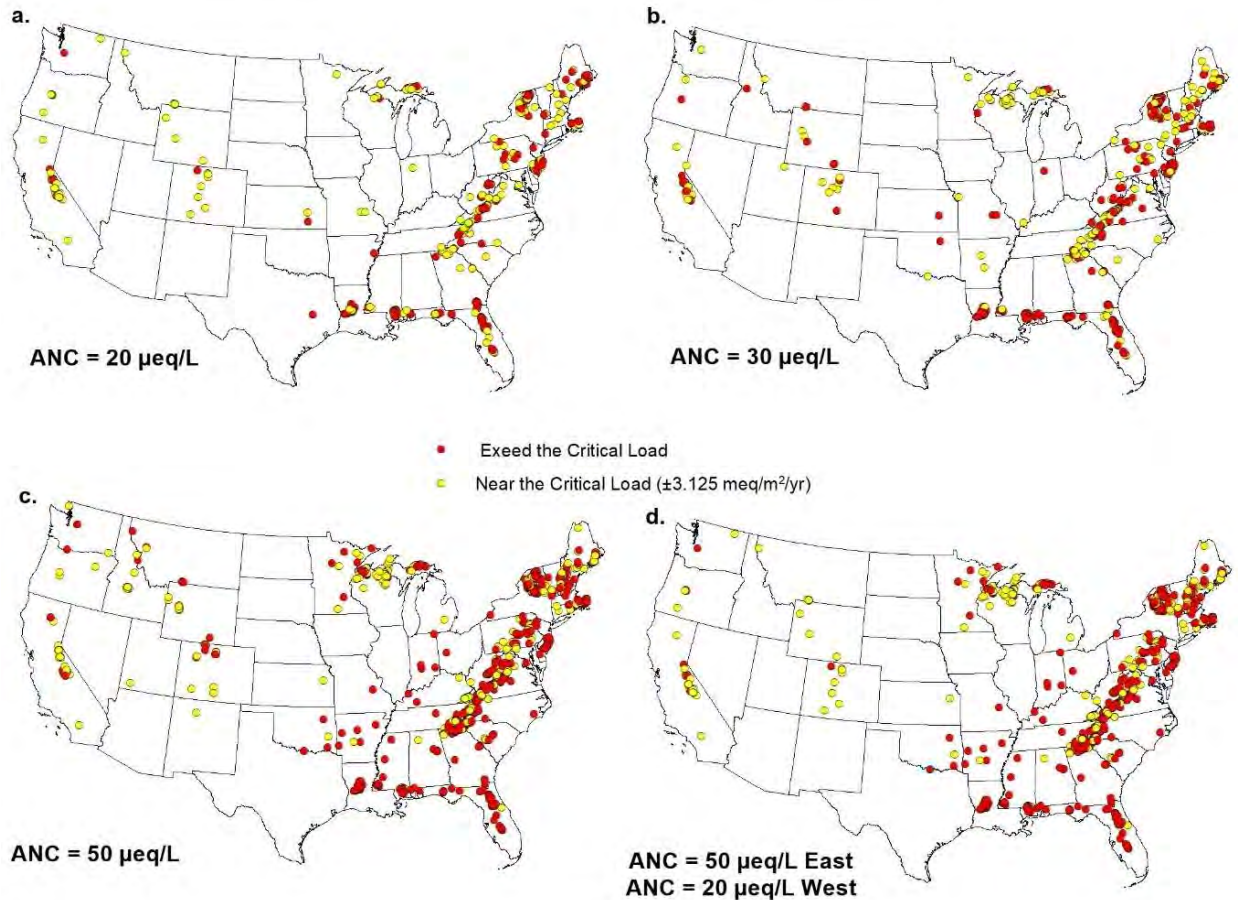 a.
b.
ANC = 20 µeq/L
ANC = 30 µeq/L
Exeed the Critical Load
Near the Critical Load (±3.125 meq/m²/yr)
c.
d.
ANC = 50 µeq/L
ANC = 50 µeq/L East
ANC = 20 µeq/L West